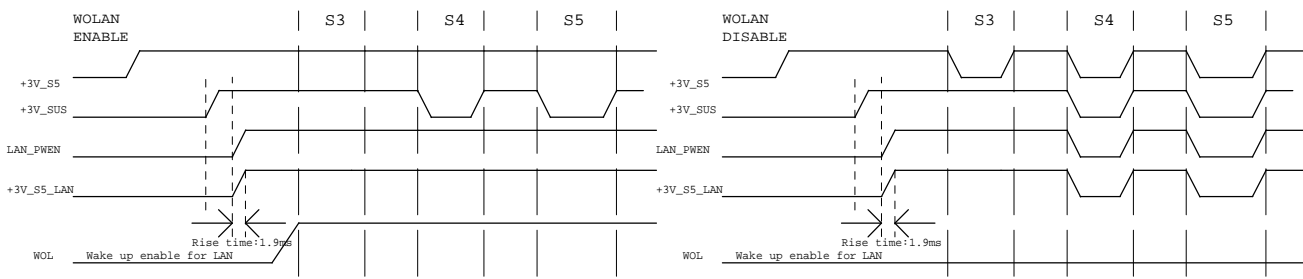 WOLAN
ENABLE
S3
S4
S5
+3V_S5
+3V_SUS
LAN_PWEN
+3V_S5_LAN
Rise time:1.9ms
WOL
Wake up enable for LAN
WOLAN
DISABLE
S3
S4
S5
+3V_S5
+3V_SUS
LAN_PWEN
+3V_S5_LAN
Rise time:1.9ms
WOL
Wake up enable for LAN